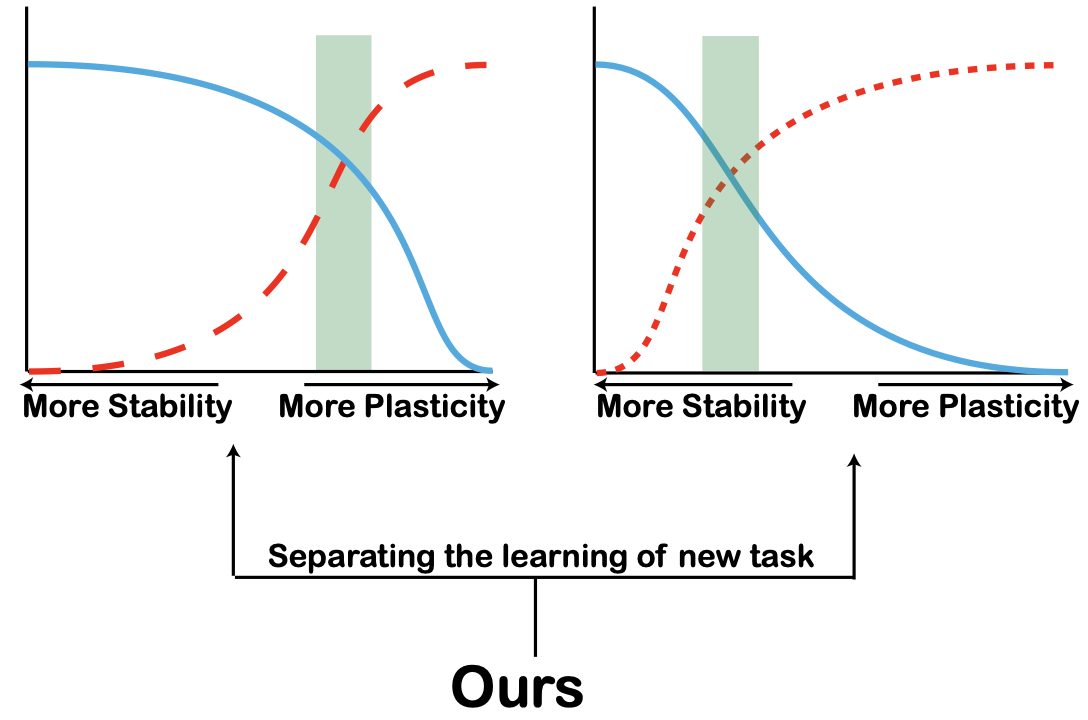 More Stability
More Plasticity
More Stability
More Plasticity
Separating the learning of new task
Ours